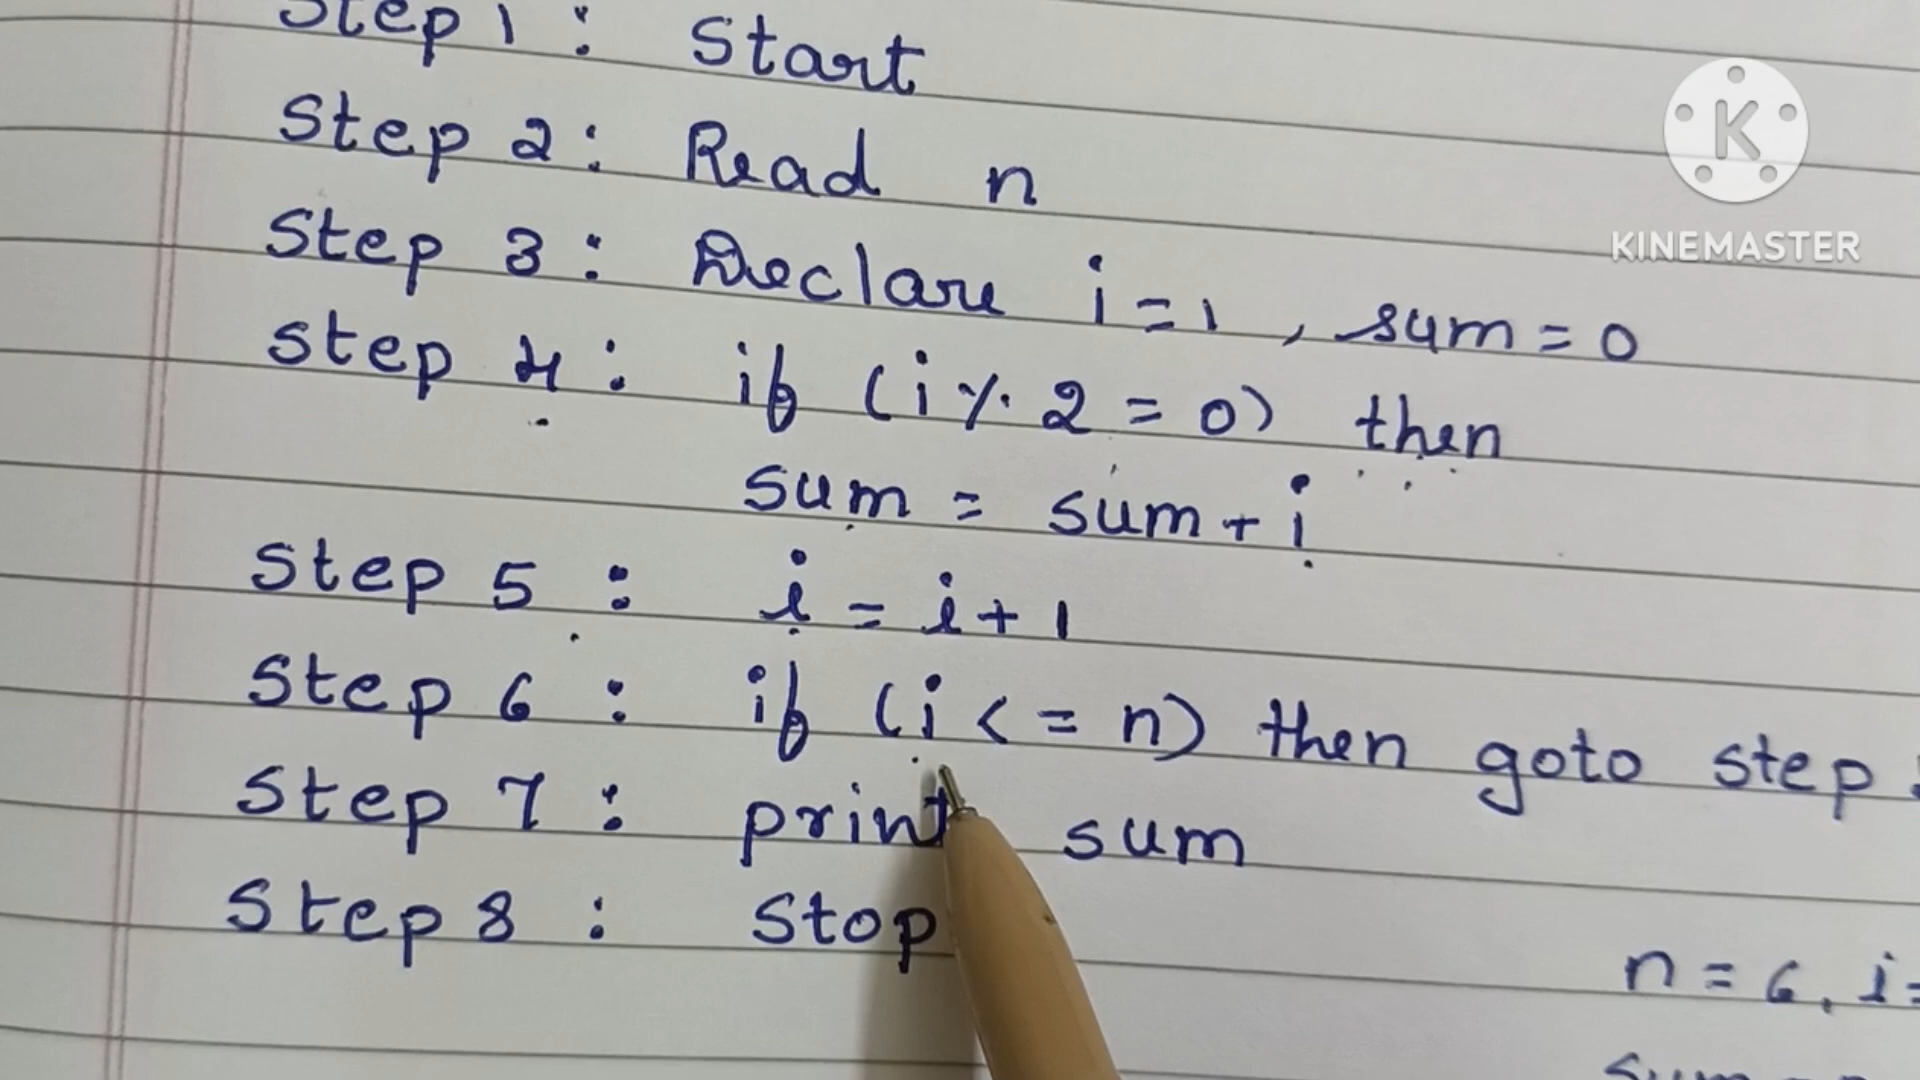 Step 1 : Start
Step 2 : Read n
Step 3 : Declare i = 1 , sum = 0
Step 4 : if (i % 2 = 0) then
sum = sum + i
Step 5 : i = i + 1
Step 6 : if (i < = n) then goto step
Step 7 : print sum
Step 8 : Stop
n = 6, i =
K
KINEMASTER